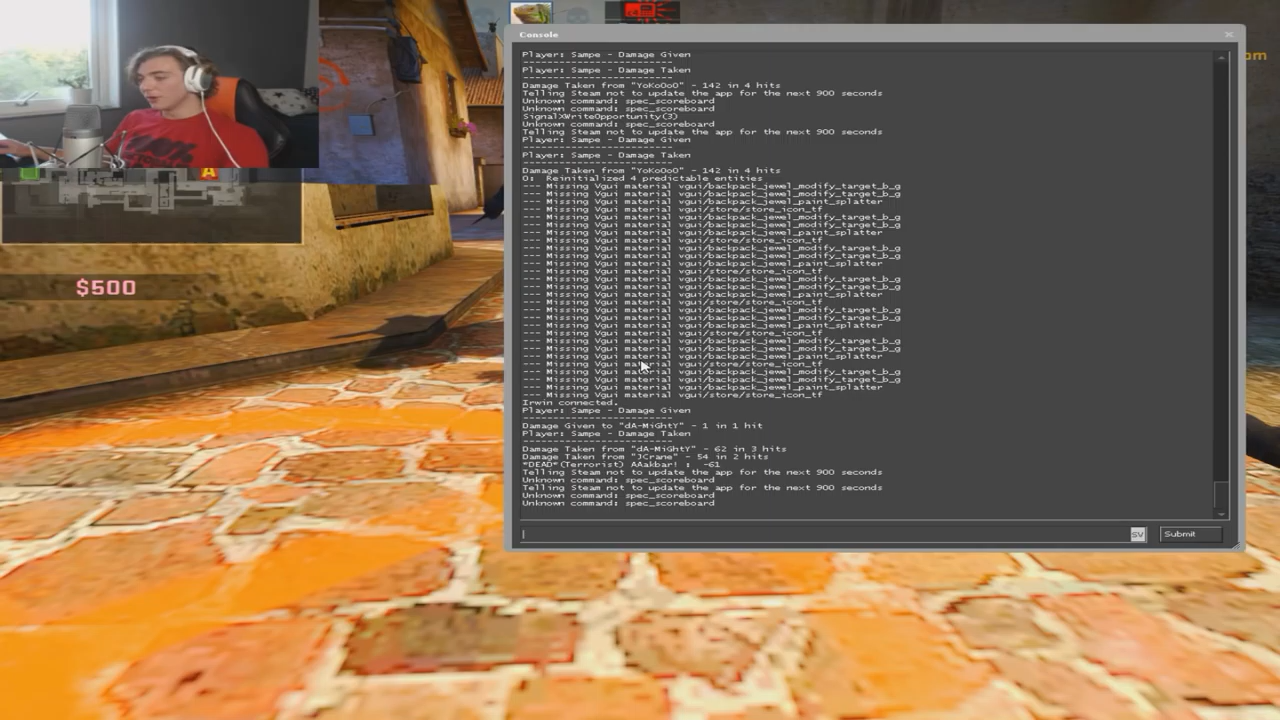 Console
om
Player: Sampe - Damage Given
-------------------------
Player: Sampe - Damage Taken
-------------------------
Damage Taken from "YoKoOoO" - 142 in 4 hits
Telling Steam not to update the app for the next 900 seconds
Unknown command: spec_scoreboard
Unknown command: spec_scoreboard
SignalXWriteOpportunity(3)
Unknown command: spec_scoreboard
Telling Steam not to update the app for the next 900 seconds
Player: Sampe - Damage Given
-------------------------
Player: Sampe - Damage Taken
-------------------------
Damage Taken from "YoKoOoO" - 142 in 4 hits
0: Reinitialized 4 predictable entities
--- Missing Vgui material vgui/backpack_jewel_modify_target_b_g
--- Missing Vgui material vgui/backpack_jewel_modify_target_b_g
--- Missing Vgui material vgui/backpack_jewel_paint_splatter
--- Missing Vgui material vgui/store/store_icon_tf
--- Missing Vgui material vgui/backpack_jewel_modify_target_b_g
--- Missing Vgui material vgui/backpack_jewel_modify_target_b_g
--- Missing Vgui material vgui/backpack_jewel_paint_splatter
--- Missing Vgui material vgui/store/store_icon_tf
--- Missing Vgui material vgui/backpack_jewel_modify_target_b_g
--- Missing Vgui material vgui/backpack_jewel_modify_target_b_g
--- Missing Vgui material vgui/backpack_jewel_paint_splatter
--- Missing Vgui material vgui/store/store_icon_tf
--- Missing Vgui material vgui/backpack_jewel_modify_target_b_g
--- Missing Vgui material vgui/backpack_jewel_modify_target_b_g
--- Missing Vgui material vgui/backpack_jewel_paint_splatter
--- Missing Vgui material vgui/store/store_icon_tf
--- Missing Vgui material vgui/backpack_jewel_modify_target_b_g
--- Missing Vgui material vgui/backpack_jewel_modify_target_b_g
--- Missing Vgui material vgui/backpack_jewel_paint_splatter
--- Missing Vgui material vgui/store/store_icon_tf
--- Missing Vgui material vgui/backpack_jewel_modify_target_b_g
--- Missing Vgui material vgui/backpack_jewel_modify_target_b_g
--- Missing Vgui material vgui/backpack_jewel_paint_splatter
--- Missing Vgui material vgui/store/store_icon_tf
--- Missing Vgui material vgui/backpack_jewel_modify_target_b_g
--- Missing Vgui material vgui/backpack_jewel_modify_target_b_g
--- Missing Vgui material vgui/backpack_jewel_paint_splatter
--- Missing Vgui material vgui/store/store_icon_tf
Irwin connected.
Player: Sampe - Damage Given
-------------------------
Damage Given to "dA-MiGhtY" - 1 in 1 hit
Player: Sampe - Damage Taken
-------------------------
Damage Taken from "dA-MiGhtY" - 62 in 3 hits
Damage Taken from "JCrane" - 54 in 2 hits
*DEAD*(Terrorist) AAakbar! : -61
Telling Steam not to update the app for the next 900 seconds
Unknown command: spec_scoreboard
Telling Steam not to update the app for the next 900 seconds
Unknown command: spec_scoreboard
Unknown command: spec_scoreboard
SV
Submit
A
$500